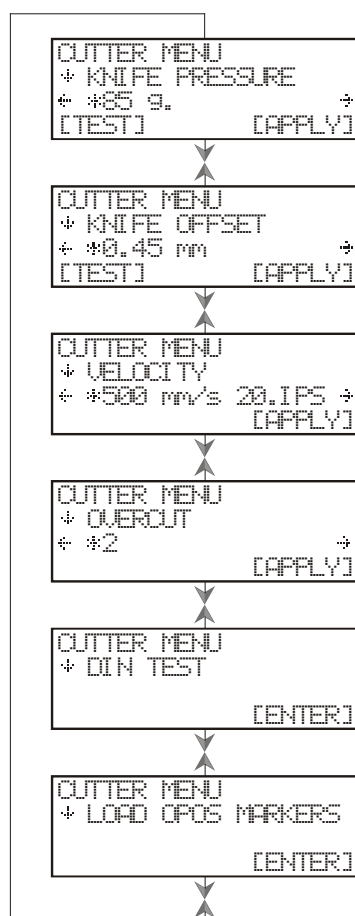 CUTTER MENU
↓ KNIFE PRESSURE
← *85 g. →
[TEST] [APPLY]
CUTTER MENU
↓ KNIFE OFFSET
← *0.45 mm →
[TEST] [APPLY]
CUTTER MENU
↓ VELOCITY
← *500 mm/s 20.IPS →
[APPLY]
CUTTER MENU
↓ OVERCUT
← *2 →
[APPLY]
CUTTER MENU
↓ DIN TEST
[ENTER]
CUTTER MENU
↓ LOAD OPOS MARKERS
[ENTER]